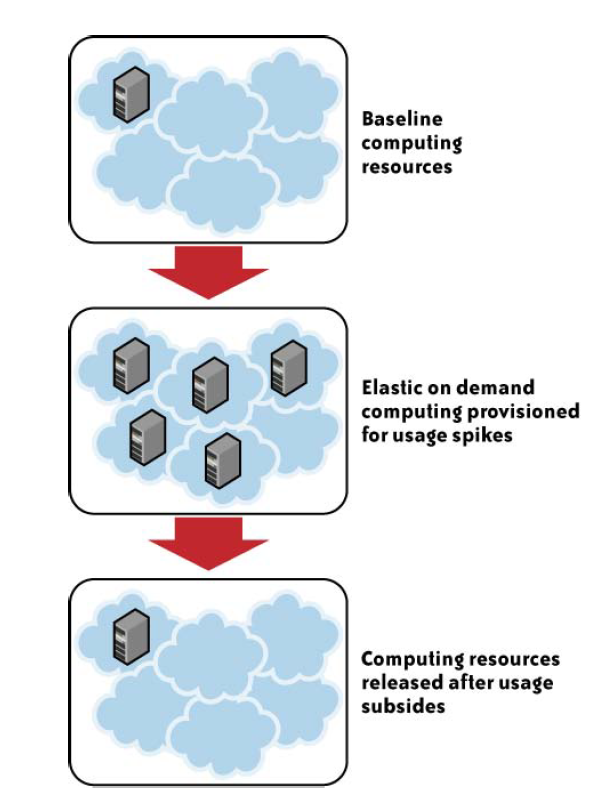 Baseline
computing
resources
Elastic on demand
computing provisioned
for usage spikes
Computing resources
released after usage
subsides